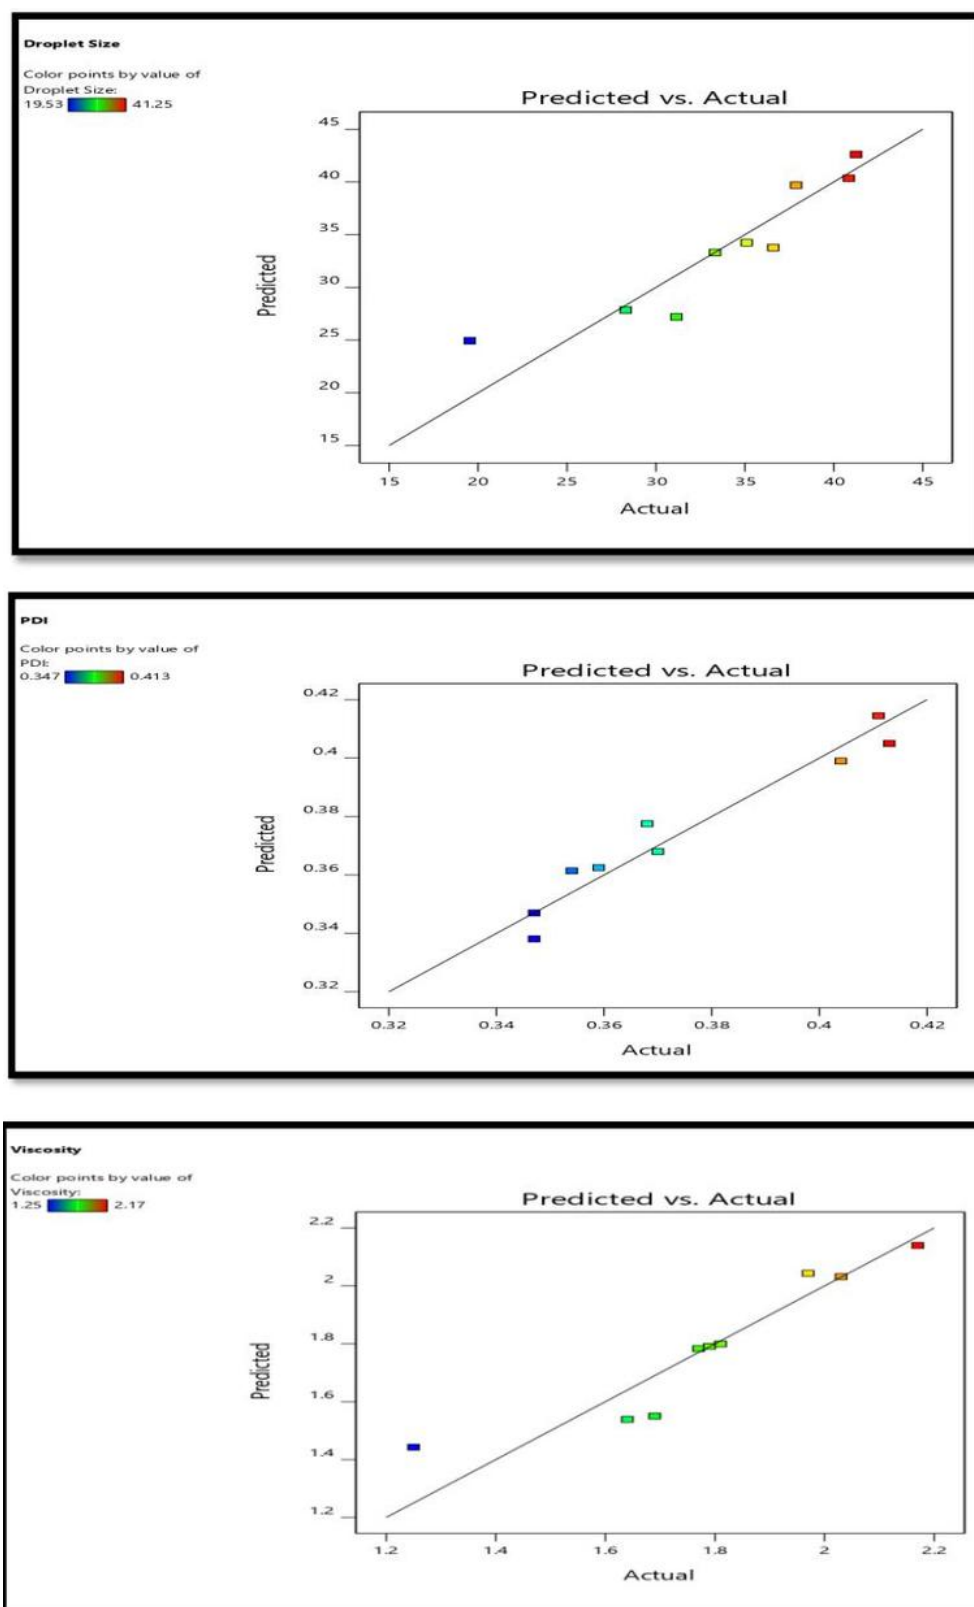 Droplet Size
Color points by value of
Droplet Size:
19.53 41.25
Predicted vs. Actual
45
40
35
30
25
20
15
Predicted
15 20 25 30 35 40 45
Actual
PDI
Color points by value of
PDI:
0.347 0.413
Predicted vs. Actual
0.42
0.4
0.38
0.36
0.34
0.32
Predicted
0.32 0.34 0.36 0.38 0.4 0.42
Actual
Viscosity
Color points by value of
Viscosity:
1.25 2.17
Predicted vs. Actual
2.2
2
1.8
1.6
1.4
1.2
Predicted
1.2 1.4 1.6 1.8 2 2.2
Actual